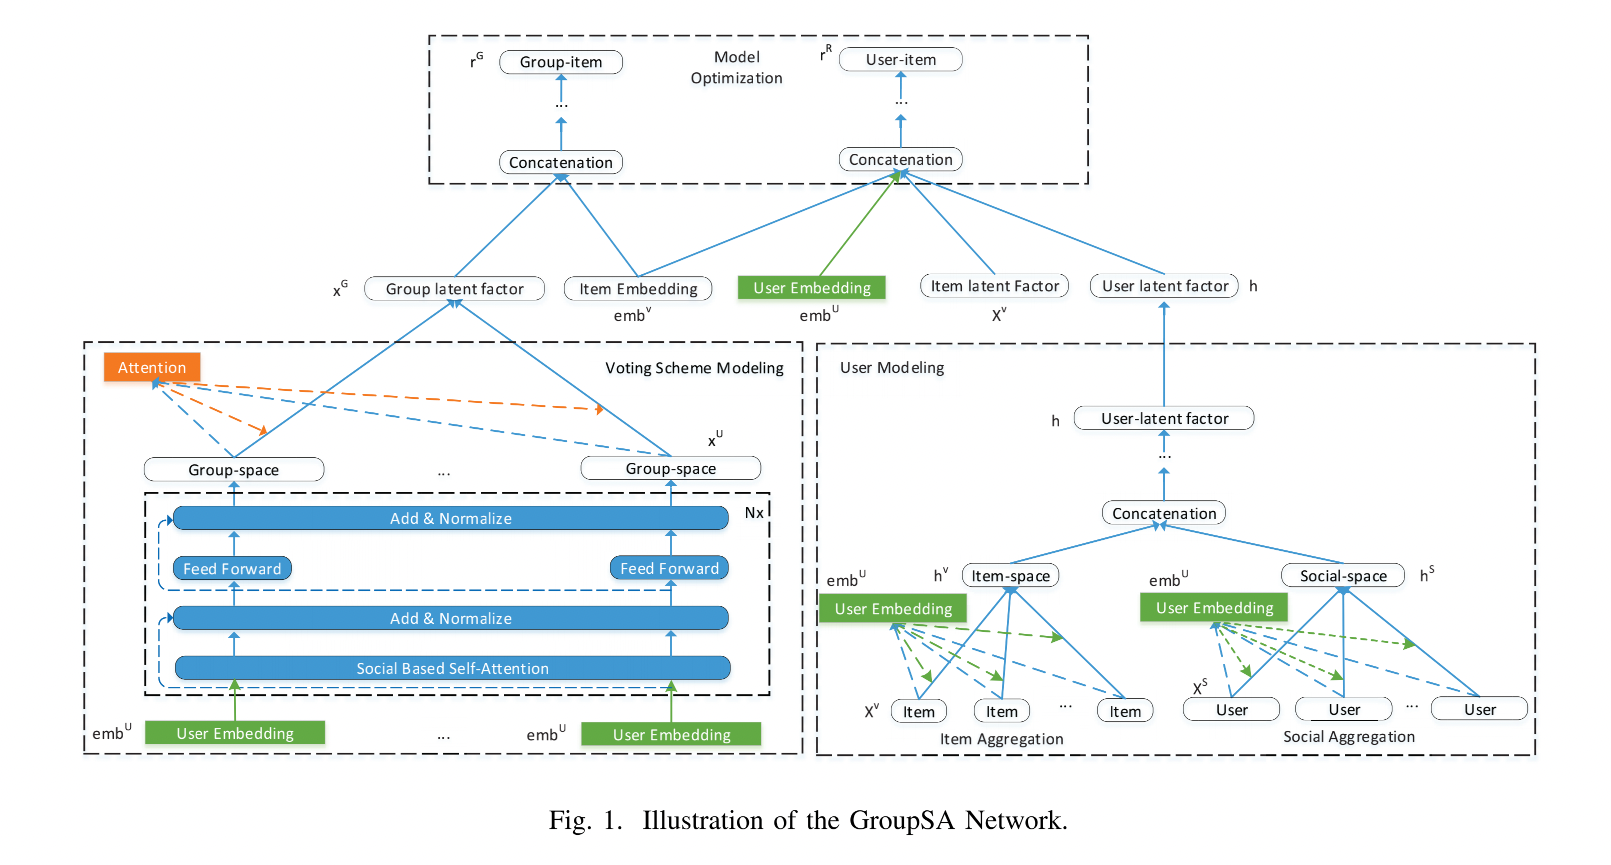 r^G Group-item
Model
Optimization
r^R User-item
...
...
Concatenation
Concatenation
x^G Group latent factor
Item Embedding
emb^v
User Embedding
emb^U
Item latent Factor
X^v
User latent factor h
Attention
Voting Scheme Modeling
x^U
Group-space
...
Group-space
Nx
Add & Normalize
Feed Forward
Feed Forward
Add & Normalize
Social Based Self-Attention
emb^U User Embedding
...
emb^U User Embedding
User Modeling
h User-latent factor
...
Concatenation
emb^U
h^v Item-space
emb^U
Social-space h^S
User Embedding
User Embedding
X^v Item
Item
...
Item
Item Aggregation
X^S
User
User
...
User
Social Aggregation
Fig. 1. Illustration of the GroupSA Network.